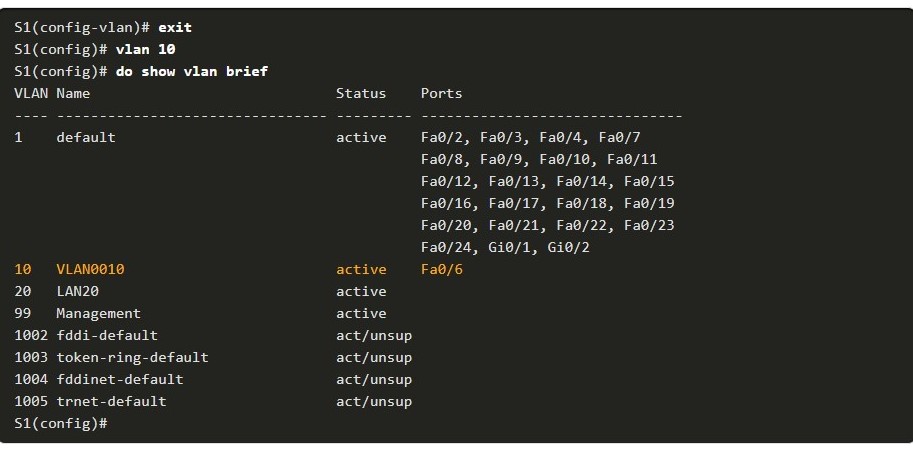 S1(config-vlan)# exit
S1(config)# vlan 10
S1(config)# do show vlan brief
VLAN Name                             Status    Ports
---- -------------------------------- --------- -------------------------------
1    default                          active    Fa0/2, Fa0/3, Fa0/4, Fa0/7
                                                Fa0/8, Fa0/9, Fa0/10, Fa0/11
                                                Fa0/12, Fa0/13, Fa0/14, Fa0/15
                                                Fa0/16, Fa0/17, Fa0/18, Fa0/19
                                                Fa0/20, Fa0/21, Fa0/22, Fa0/23
                                                Fa0/24, Gi0/1, Gi0/2
10   VLAN0010                         active    Fa0/6
20   LAN20                            active
99   Management                       active
1002 fddi-default                     act/unsup
1003 token-ring-default               act/unsup
1004 fddinet-default                  act/unsup
1005 trnet-default                    act/unsup
S1(config)#